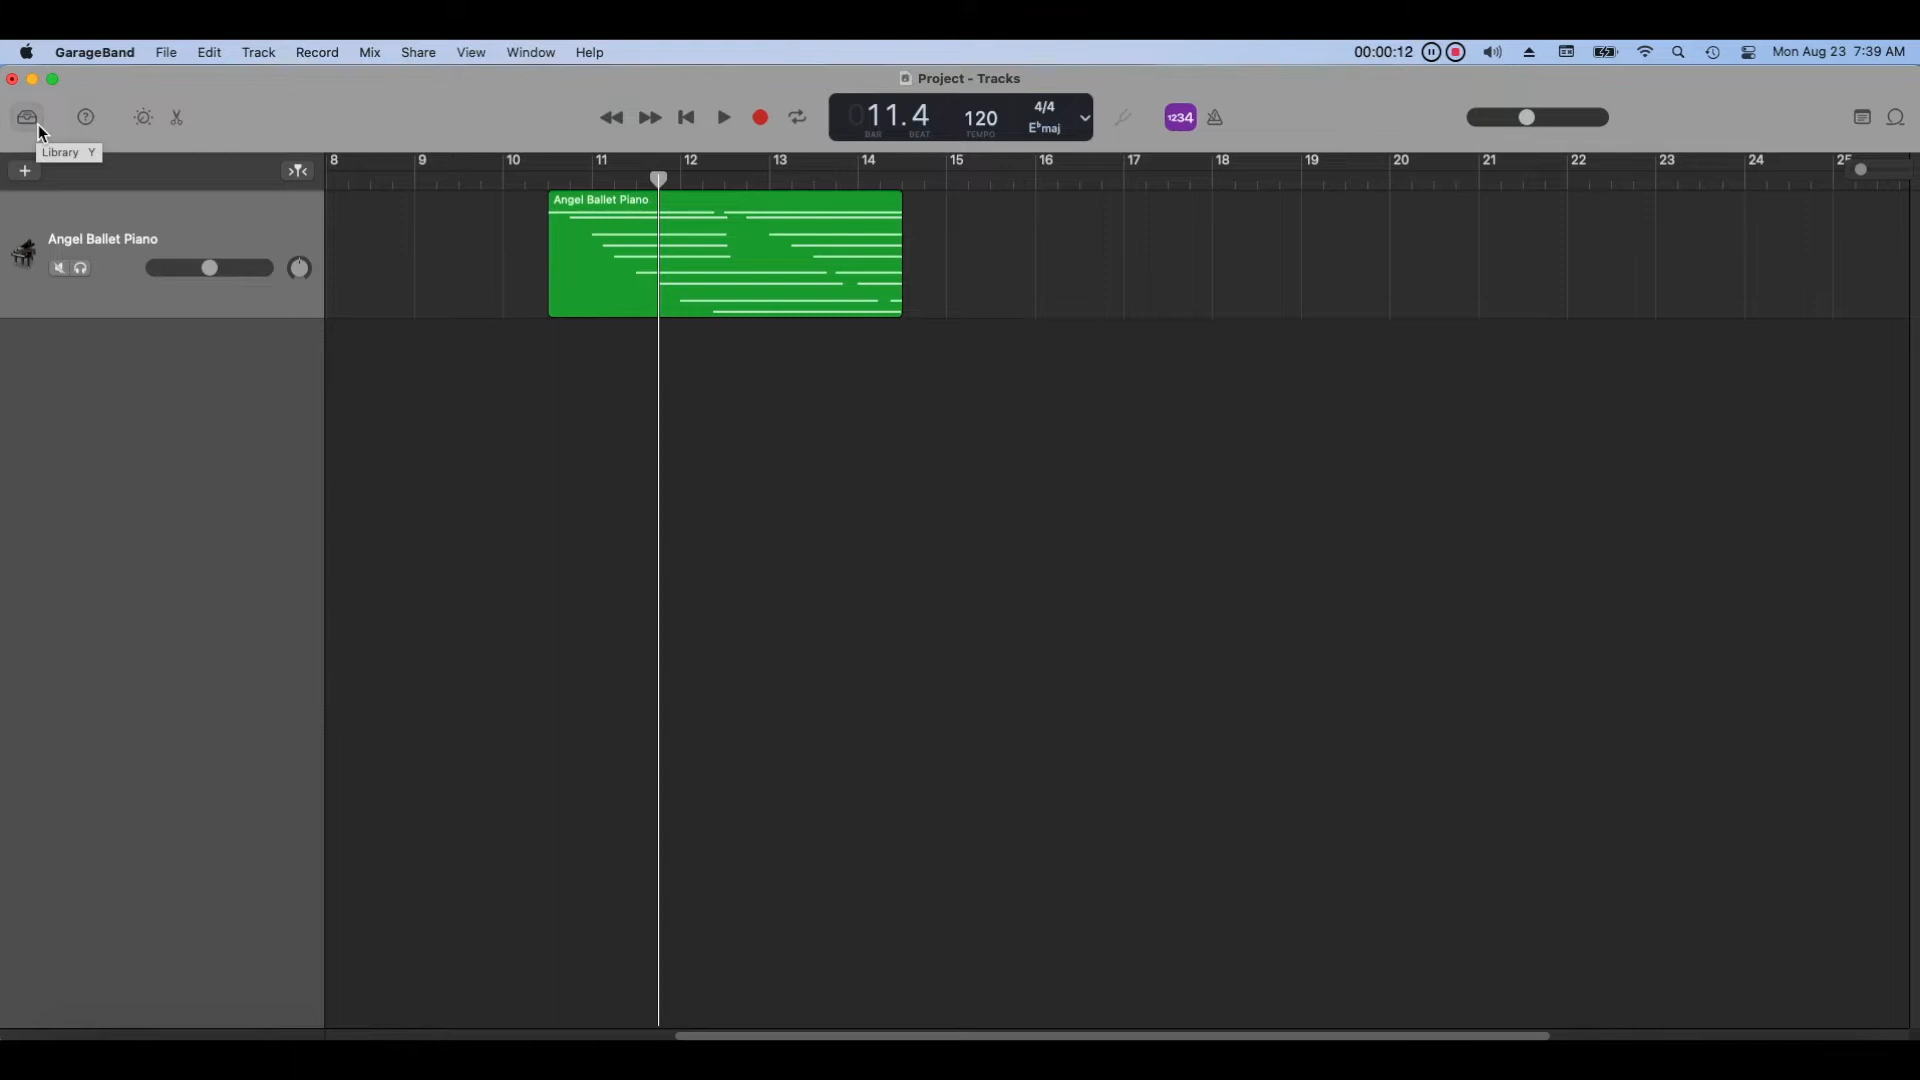 GarageBand File Edit Track Record Mix Share View Window Help 00:00:12 Mon Aug 23 7:39 AM
Project - Tracks
011.4 120 4/4
E♭maj
BAR BEAT TEMPO
1234
Library Y
8 9 10 11 12 13 14 15 16 17 18 19 20 21 22 23 24
Angel Ballet Piano
Angel Ballet Piano